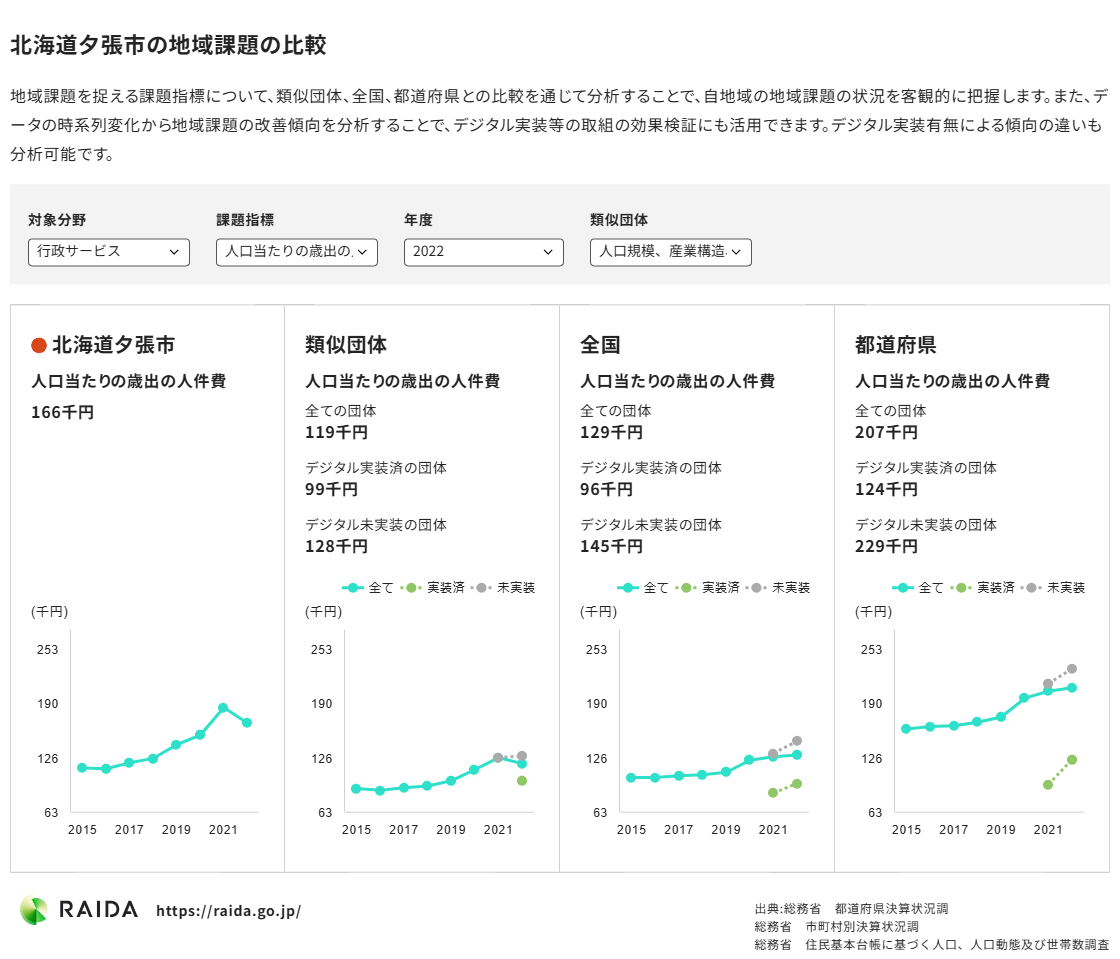 北海道夕張市の地域課題の比較
地域課題を捉える課題指標について、類似団体、全国、都道府県との比較を通じて分析することで、自地域の地域課題の状況を客観的に把握します。また、デ
ータの時系列変化から地域課題の改善傾向を分析することで、デジタル実装等の取組の効果検証にも活用できます。デジタル実装有無による傾向の違いも
分析可能です。
対象分野
行政サービス
課題指標
人口当たりの歳出の
年度
2022
類似団体
人口規模、産業構造
北海道夕張市
人口当たりの歳出の人件費
166千円
(千円)
253
190
126
63
2015 2017 2019 2021
類似団体
人口当たりの歳出の人件費
全ての団体
119千円
デジタル実装済の団体
99千円
デジタル未実装の団体
128千円
全て 実装済 未実装
(千円)
253
190
126
63
2015 2017 2019 2021
全国
人口当たりの歳出の人件費
全ての団体
129千円
デジタル実装済の団体
96千円
デジタル未実装の団体
145千円
全て 実装済 未実装
(千円)
253
190
126
63
2015 2017 2019 2021
都道府県
人口当たりの歳出の人件費
全ての団体
207千円
デジタル実装済の団体
124千円
デジタル未実装の団体
229千円
全て 実装済 未実装
(千円)
253
190
126
63
2015 2017 2019 2021
RAIDA https://raida.go.jp/
出典:総務省　都道府県決算状況調
総務省　市町村別決算状況調
総務省　住民基本台帳に基づく人口、人口動態及び世帯数調査